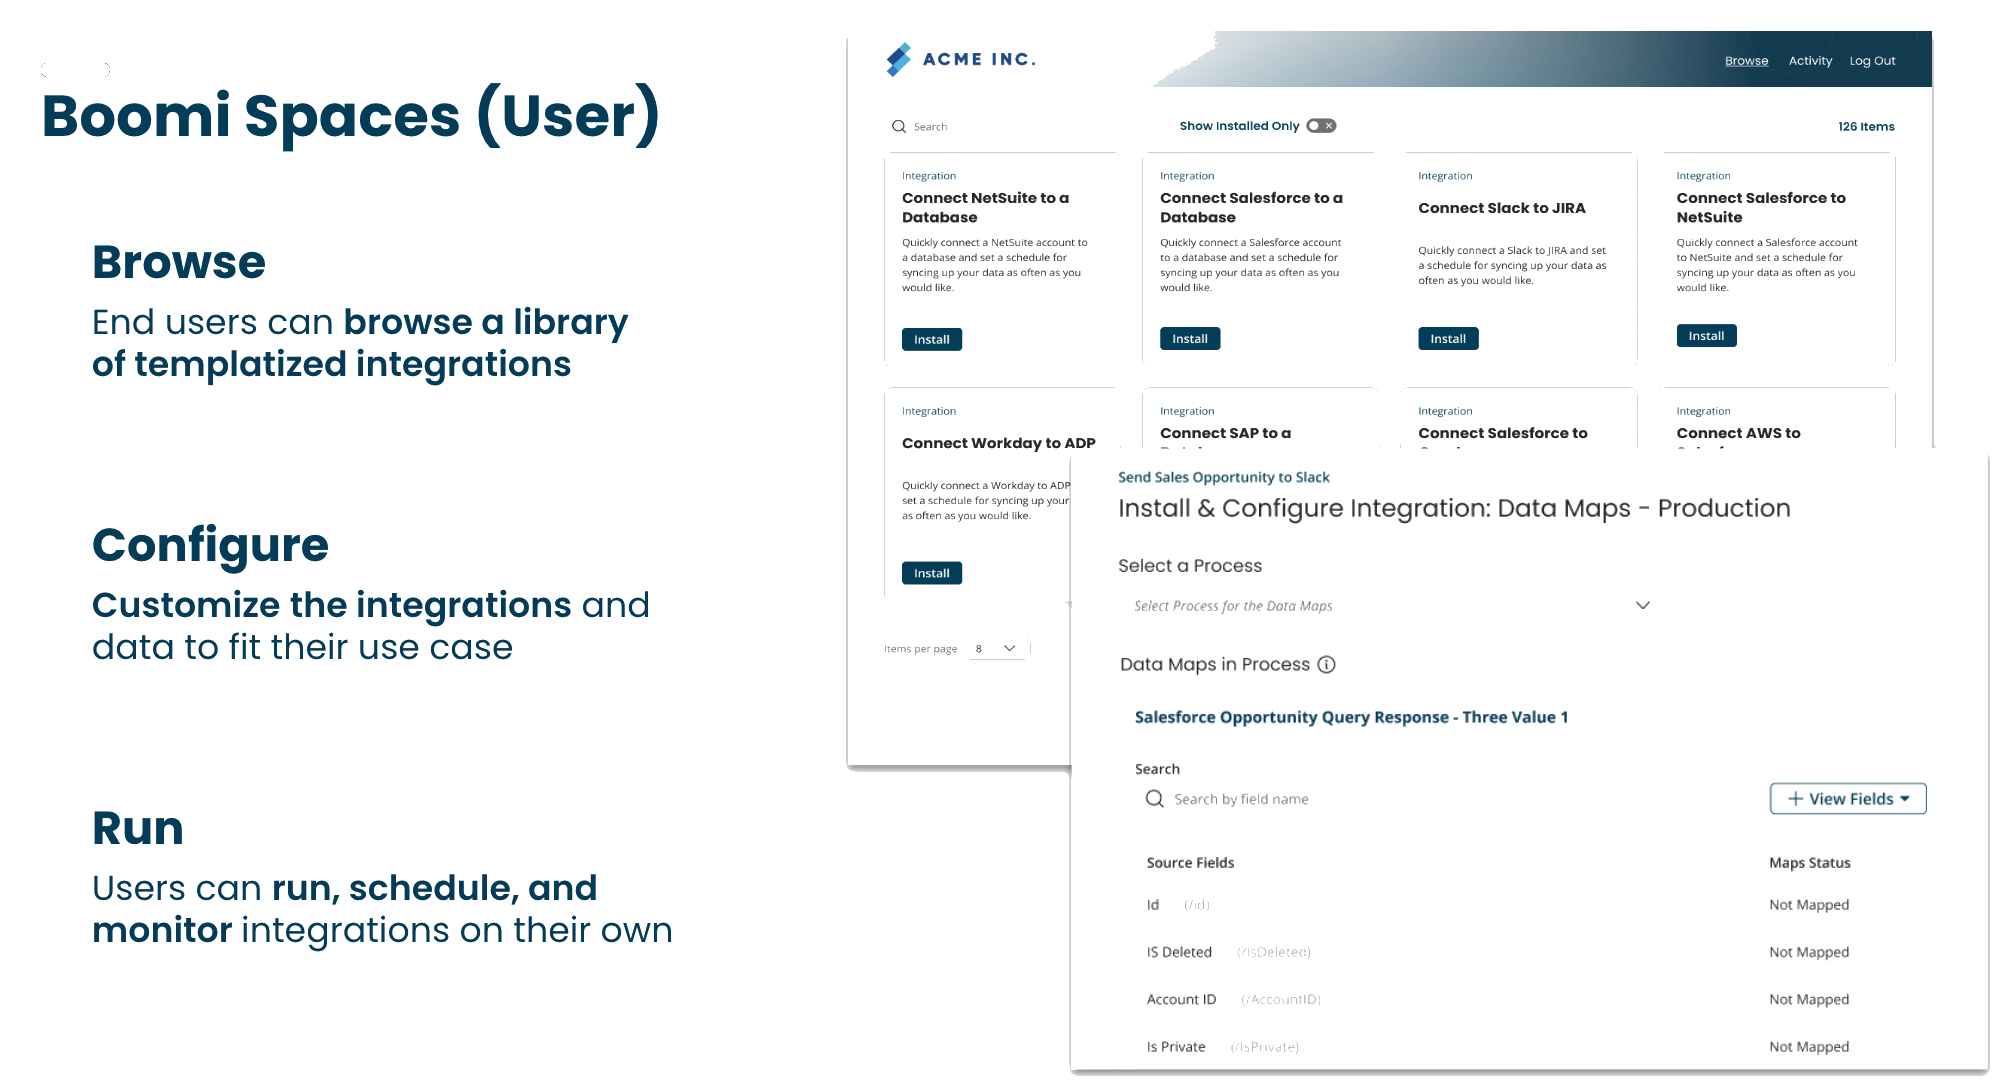 Boomi Spaces (User)
Browse
End users can browse a library
of templatized integrations
Configure
Customize the integrations and
data to fit their use case
Run
Users can run, schedule, and
monitor integrations on their own
ACME INC.
Browse Activity Log Out
Search
Show Installed Only
126 Items
Integration
Connect NetSuite to a
Database
Quickly connect a NetSuite account to
a database and set a schedule for
syncing up your data as often as you
would like.
Install
Integration
Connect Salesforce to a
Database
Quickly connect a Salesforce account
to a database and set a schedule for
syncing up your data as often as you
would like.
Install
Integration
Connect Slack to JIRA
Quickly connect a Slack to JIRA and set
a schedule for syncing up your data as
often as you would like.
Install
Integration
Connect Salesforce to
NetSuite
Quickly connect a Salesforce account
to NetSuite and set a schedule for
syncing up your data as often as you
would like.
Install
Integration
Connect Workday to ADP
Quickly connect a Workday to ADP
set a schedule for syncing up your
as often as you would like.
Install
Integration
Connect SAP to a
Integration
Connect Salesforce to
Integration
Connect AWS to
Items per page 8
Send Sales Opportunity to Slack
Install & Configure Integration: Data Maps - Production
Select a Process
Select Process for the Data Maps
Data Maps in Process
Salesforce Opportunity Query Response - Three Value 1
Search
Search by field name
View Fields
Source Fields Maps Status
Id (/id) Not Mapped
IS Deleted (/IsDeleted) Not Mapped
Account ID (/AccountID) Not Mapped
Is Private (/IsPrivate) Not Mapped